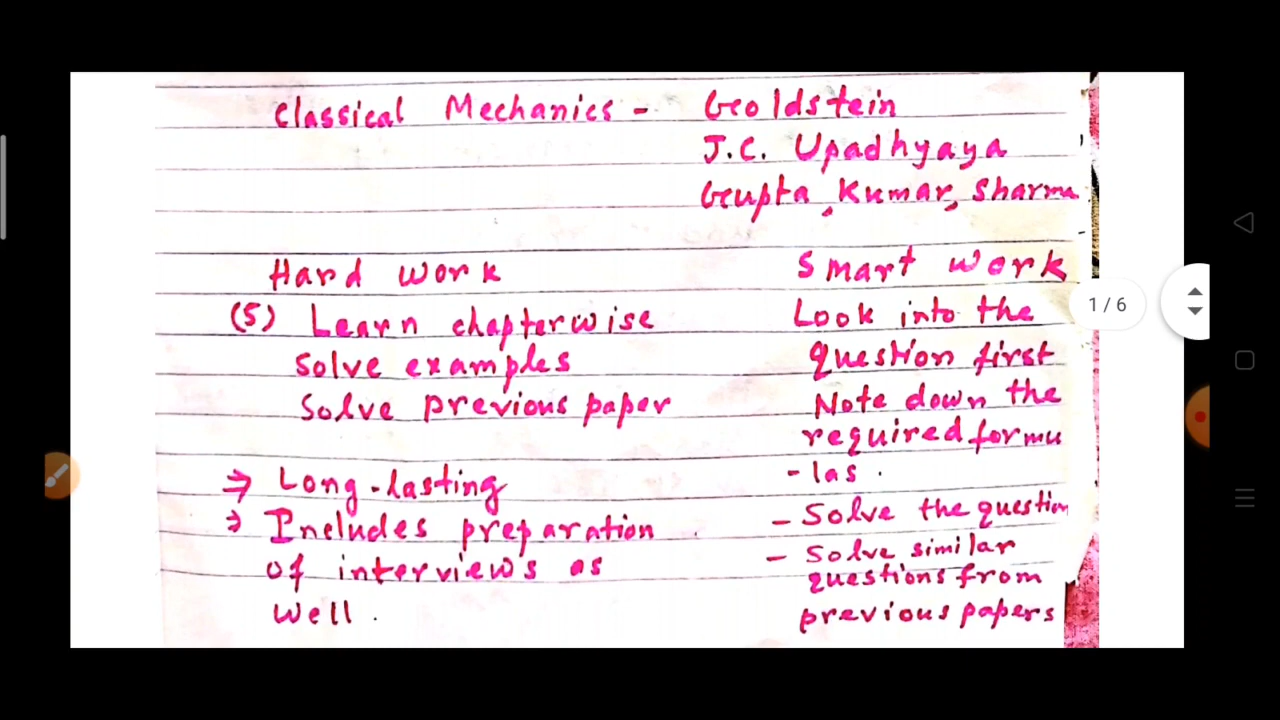 Classical Mechanics - Goldstein
J.C. Upadhyaya
Gupta, Kumar, Sharma
Hard work
(5) Learn chapterwise
Solve examples
Solve previous paper
⇒ Long-lasting
⇒ Includes preparation
of interviews as
well.
Smart work
Look into the
question first
Note down the
required formu
-las.
- Solve the question
- Solve similar
questions from
previous papers
1 / 6